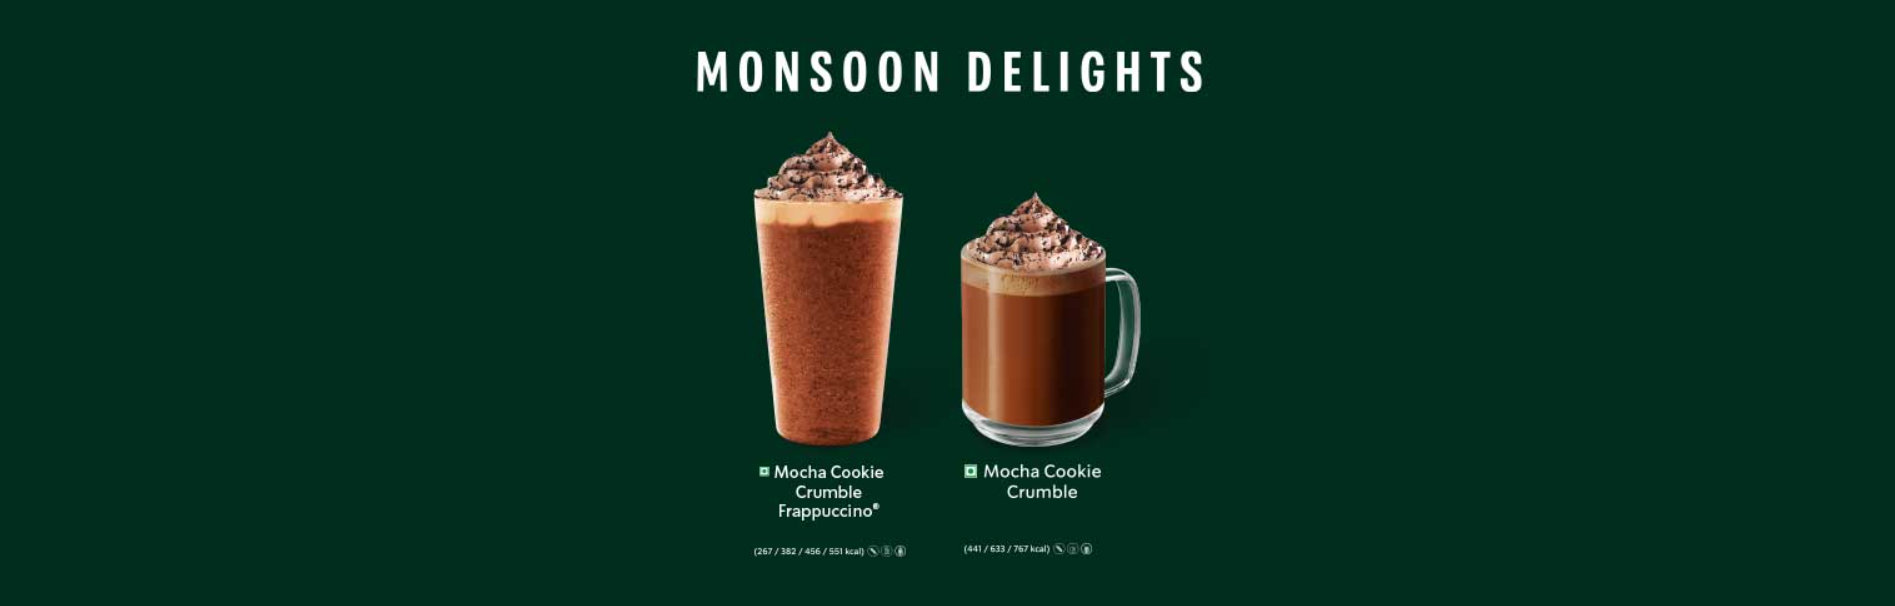 MONSOON DELIGHTS
Mocha Cookie
Crumble
Frappuccino®
(267 / 382 / 456 / 551 kcal)
Mocha Cookie
Crumble
(441 / 633 / 767 kcal)